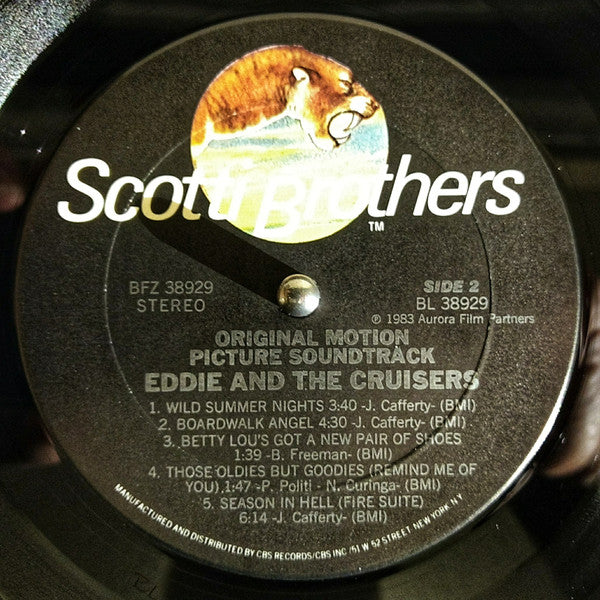 Scotti Brothers
TM
BFZ 38929
STEREO
SIDE 2
BL 38929
℗ 1983 Aurora Film Partners
ORIGINAL MOTION
PICTURE SOUNDTRACK
EDDIE AND THE CRUISERS
1. WILD SUMMER NIGHTS 3:40 -J. Cafferty- (BMI)
2. BOARDWALK ANGEL 4:30 -J. Cafferty- (BMI)
3. BETTY LOU'S GOT A NEW PAIR OF SHOES
1:39 -B. Freeman- (BMI)
4. THOSE OLDIES BUT GOODIES (REMIND ME OF
YOU) 1:47 -P. Politi - N. Curinga- (BMI)
5. SEASON IN HELL (FIRE SUITE)
6:14 -J. Cafferty- (BMI)
MANUFACTURED AND DISTRIBUTED BY CBS RECORDS/CBS INC./51 W 52 STREET NEW YORK, NY